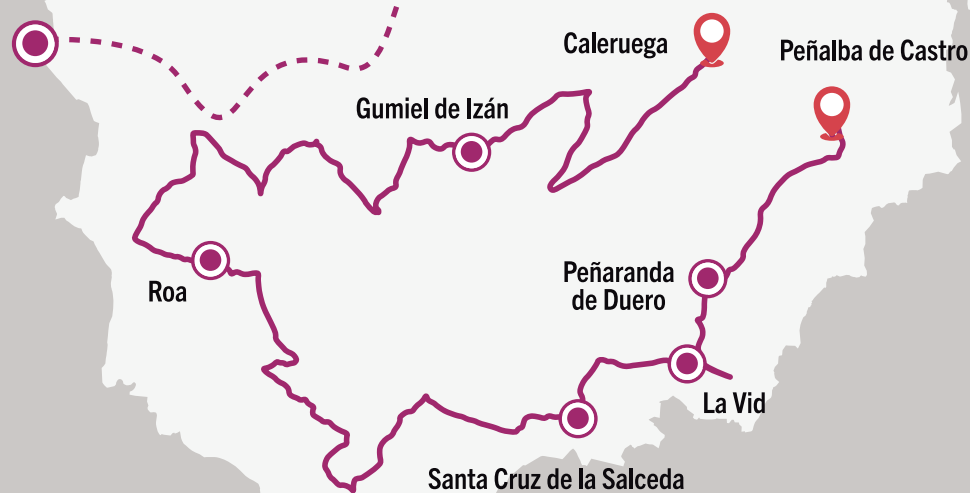 Caleruega
Peñalba de Castro
Gumiel de Izán
Peñaranda
de Duero
Roa
La Vid
Santa Cruz de la Salceda